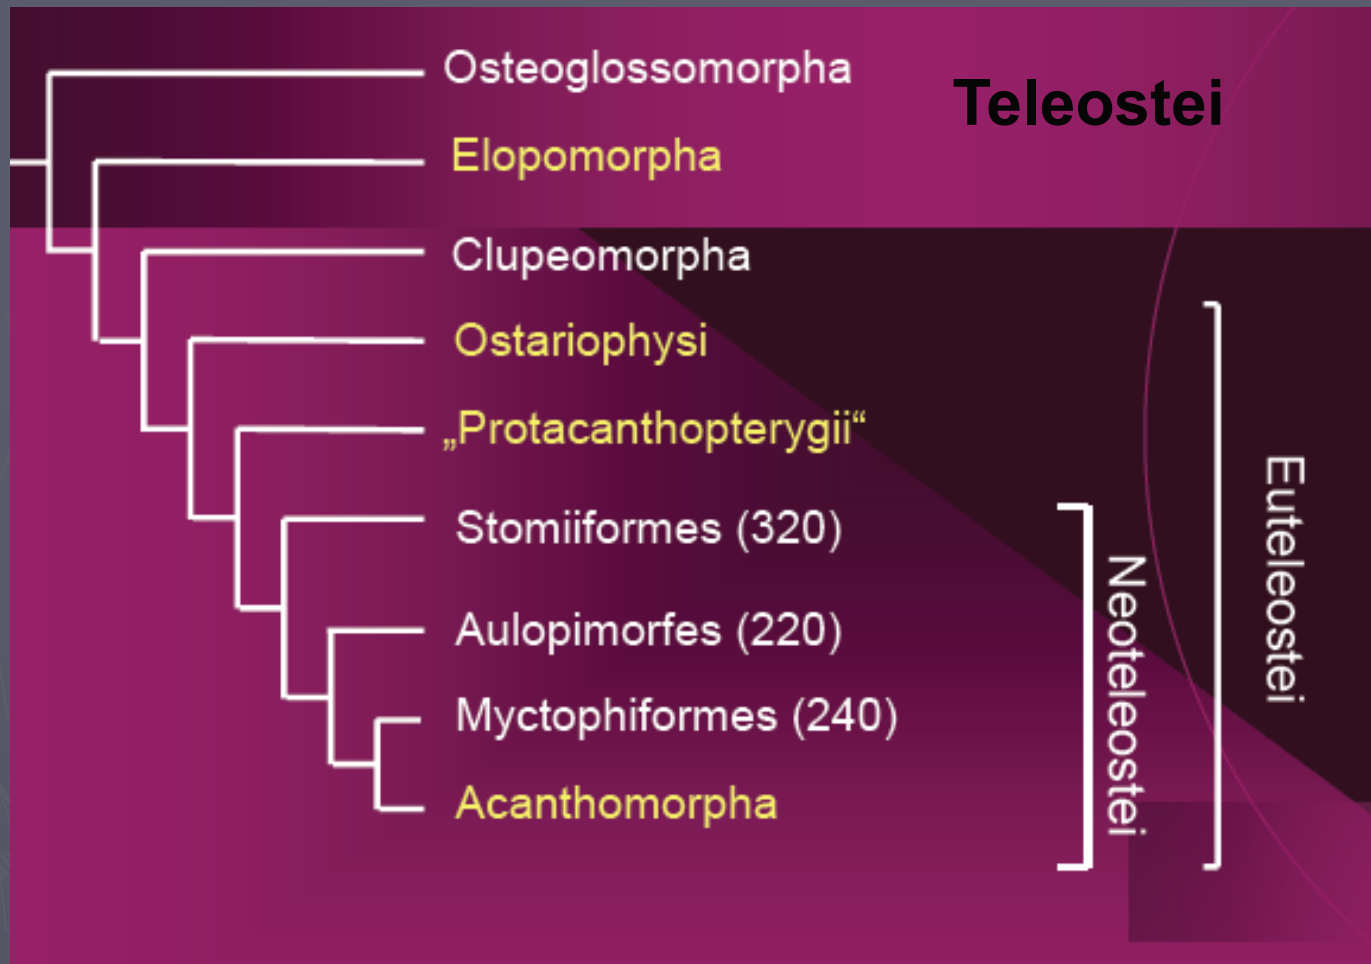 Teleostei
Osteoglossomorpha
Elopomorpha
Clupeomorpha
Ostariophysi
„Protacanthopterygii“
Stomiiformes (320)
Aulopimorfes (220)
Myctophiformes (240)
Acanthomorpha
Neoteleostei
Euteleostei